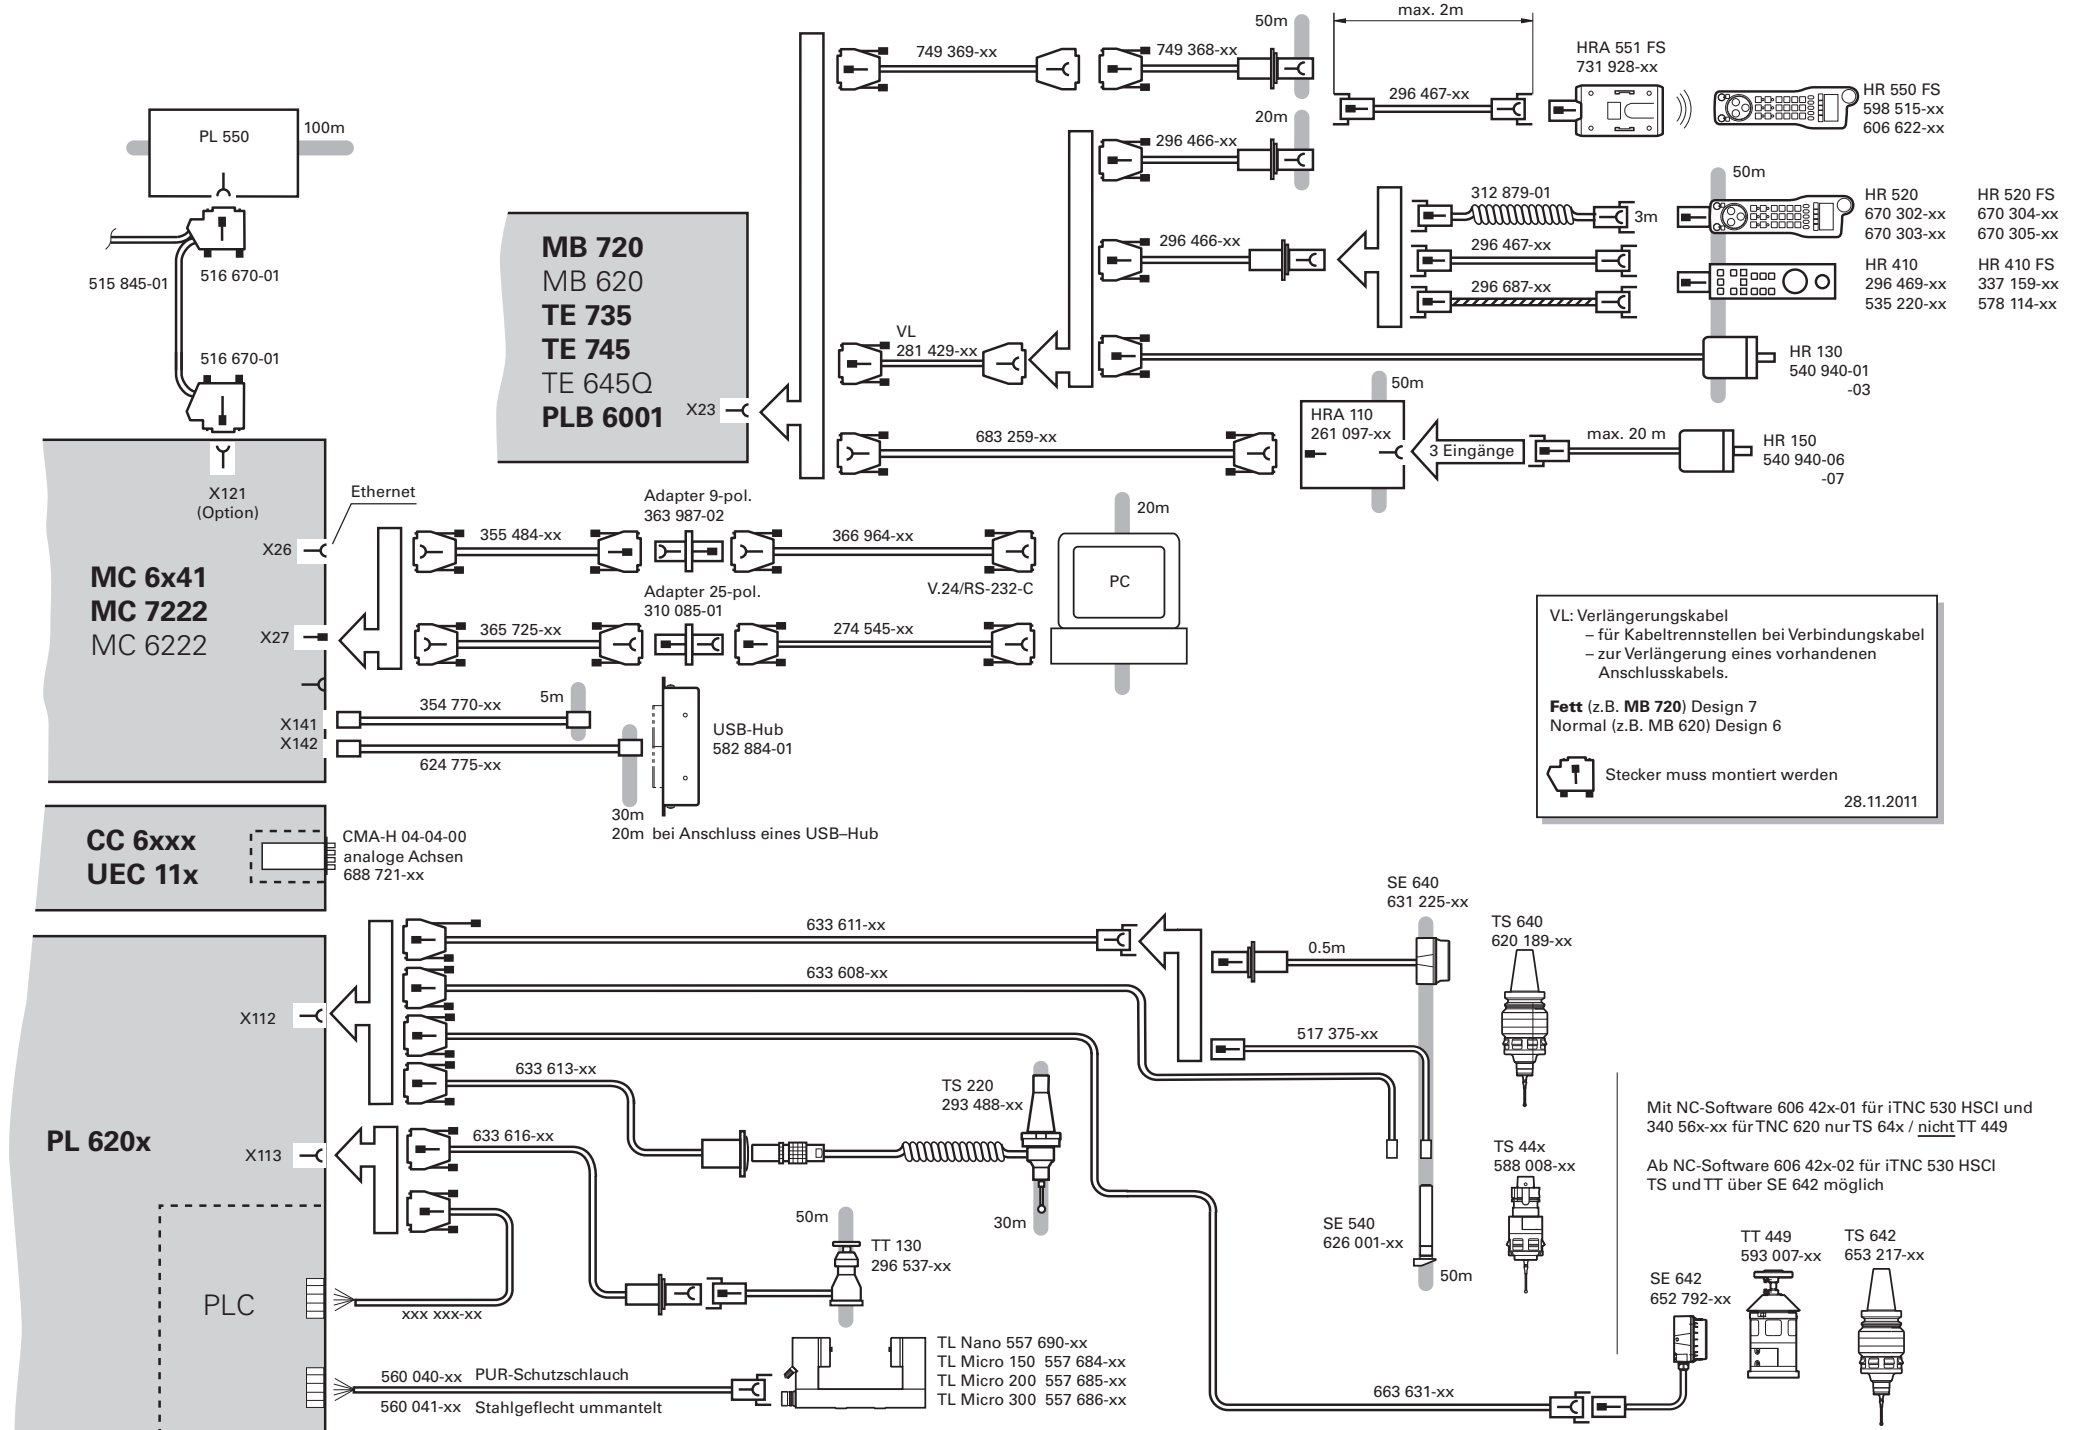 PL 550
100m
515 845-01
516 670-01
516 670-01
X121
(Option)
Ethernet
X26
MC 6x41
MC 7222
MC 6222
X27
X141
X142
MB 720
MB 620
TE 735
TE 745
TE 645Q
PLB 6001
X23
749 369-xx
749 368-xx
50m
max. 2m
296 467-xx
HRA 551 FS
731 928-xx
HR 550 FS
598 515-xx
606 622-xx
20m
296 466-xx
296 466-xx
312 879-01
3m
296 467-xx
296 687-xx
50m
HR 520
670 302-xx
670 303-xx
HR 520 FS
670 304-xx
670 305-xx
HR 410
296 469-xx
535 220-xx
HR 410 FS
337 159-xx
578 114-xx
VL
281 429-xx
HR 130
540 940-01
-03
683 259-xx
50m
HRA 110
261 097-xx
3 Eingänge
max. 20 m
HR 150
540 940-06
-07
355 484-xx
Adapter 9-pol.
363 987-02
366 964-xx
V.24/RS-232-C
20m
PC
365 725-xx
Adapter 25-pol.
310 085-01
274 545-xx
354 770-xx
5m
624 775-xx
USB-Hub
582 884-01
30m
20m bei Anschluss eines USB–Hub
VL: Verlängerungskabel
– für Kabeltrennstellen bei Verbindungskabel
– zur Verlängerung eines vorhandenen
Anschlusskabels.
Fett (z.B. MB 720) Design 7
Normal (z.B. MB 620) Design 6
Stecker muss montiert werden
28.11.2011
CC 6xxx
UEC 11x
CMA-H 04-04-00
analoge Achsen
688 721-xx
PL 620x
X112
X113
PLC
633 611-xx
633 608-xx
633 613-xx
633 616-xx
xxx xxx-xx
560 040-xx PUR-Schutzschlauch
560 041-xx Stahlgeflecht ummantelt
TS 220
293 488-xx
30m
50m
TT 130
296 537-xx
TL Nano 557 690-xx
TL Micro 150 557 684-xx
TL Micro 200 557 685-xx
TL Micro 300 557 686-xx
SE 640
631 225-xx
0.5m
517 375-xx
TS 640
620 189-xx
TS 44x
588 008-xx
SE 540
626 001-xx
50m
663 631-xx
Mit NC-Software 606 42x-01 für iTNC 530 HSCI und
340 56x-xx für TNC 620 nur TS 64x / nicht TT 449
Ab NC-Software 606 42x-02 für iTNC 530 HSCI
TS und TT über SE 642 möglich
SE 642
652 792-xx
TT 449
593 007-xx
TS 642
653 217-xx